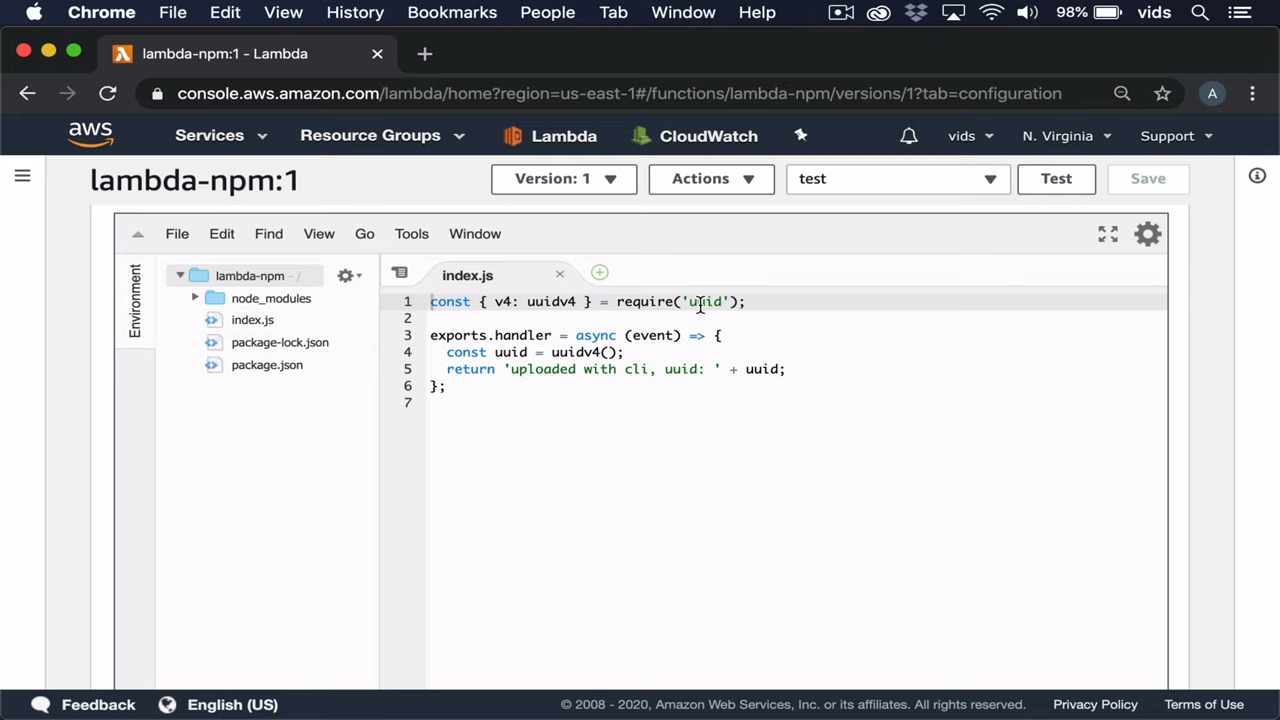 Chrome File Edit View History Bookmarks People Tab Window Help 98% vids
lambda-npm:1 - Lambda
console.aws.amazon.com/lambda/home?region=us-east-1#/functions/lambda-npm/versions/1?tab=configuration A
aws Services Resource Groups Lambda CloudWatch vids N. Virginia Support
lambda-npm:1 Version: 1 Actions test Test Save
File Edit Find View Go Tools Window
Environment
lambda-npm - /
node_modules
index.js
package-lock.json
package.json
index.js
1 const { v4: uuidv4 } = require('uuid');
2
3 exports.handler = async (event) => {
4 const uuid = uuidv4();
5 return 'uploaded with cli, uuid: ' + uuid;
6 };
7
Feedback English (US) © 2008 - 2020, Amazon Web Services, Inc. or its affiliates. All rights reserved. Privacy Policy Terms of Use